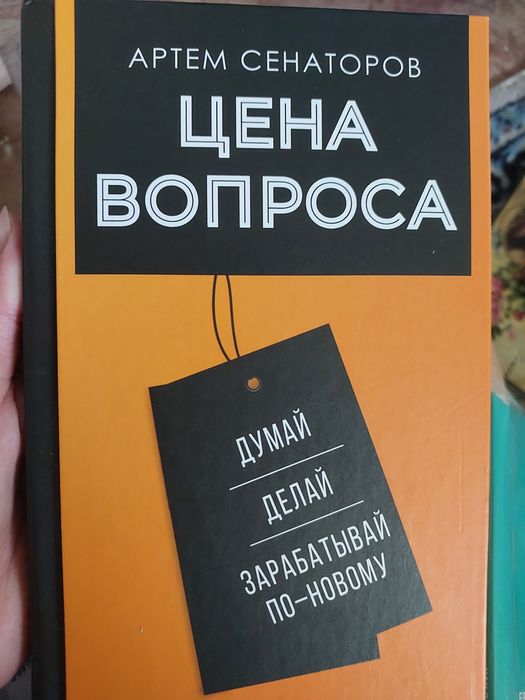 АРТЕМ СЕНАТОРОВ
ЦЕНА
ВОПРОСА
ДУМАЙ
ДЕЛАЙ
ЗАРАБАТЫВАЙ
ПО-НОВОМУ